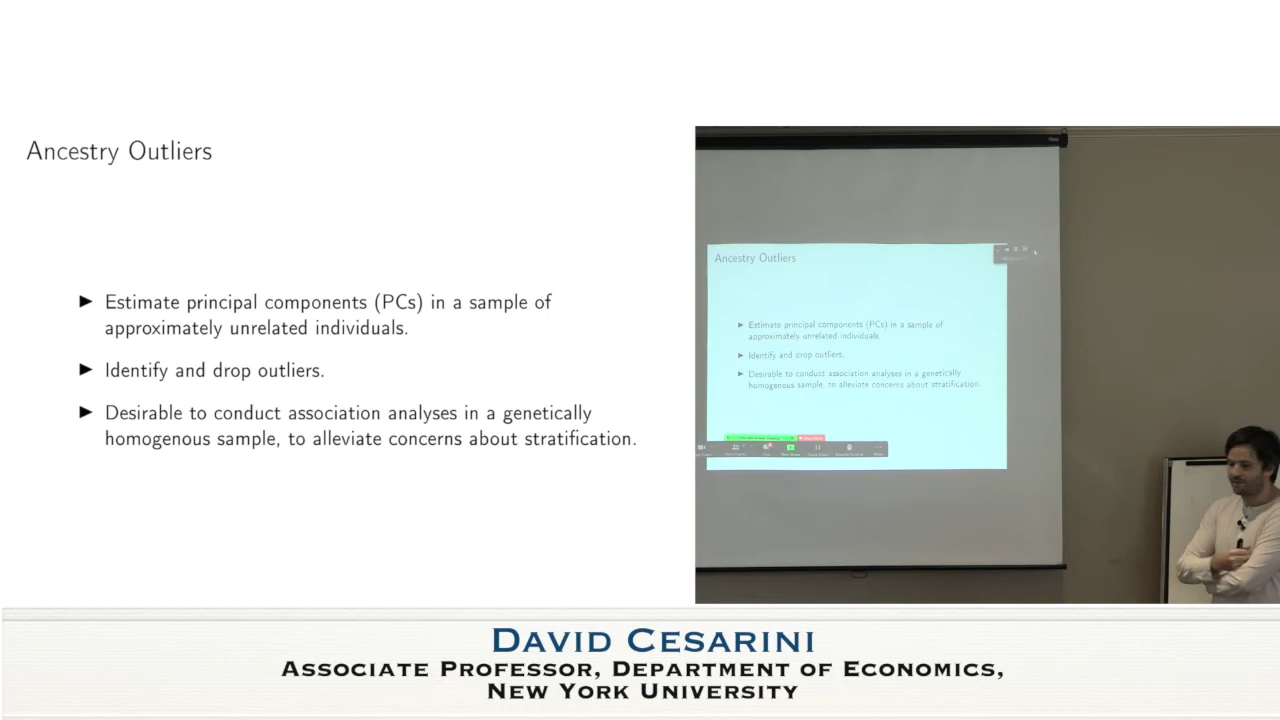 Ancestry Outliers
► Estimate principal components (PCs) in a sample of
approximately unrelated individuals.
► Identify and drop outliers.
► Desirable to conduct association analyses in a genetically
homogenous sample, to alleviate concerns about stratification.
Ancestry Outliers
► Estimate principal components (PCs) in a sample of
approximately unrelated individuals.
► Identify and drop outliers.
► Desirable to conduct association analyses in a genetically
homogenous sample, to alleviate concerns about stratification.
DAVID CESARINI
ASSOCIATE PROFESSOR, DEPARTMENT OF ECONOMICS,
NEW YORK UNIVERSITY